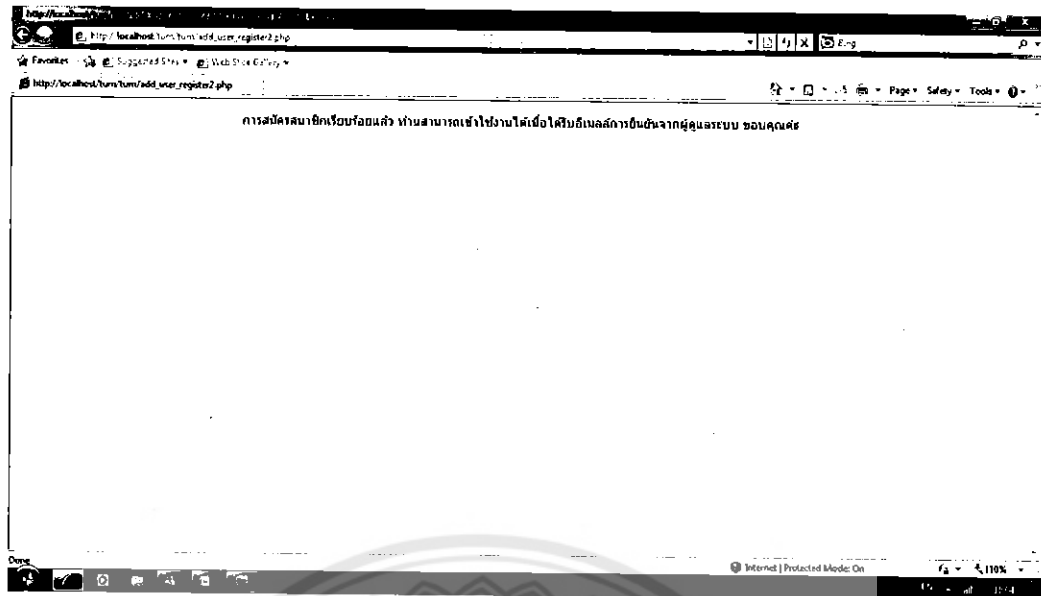 http://localhost/
http://localhost/turn/turn/add_user_register2.php
Bing
Favorites Suggested Sites Web Slice Gallery
http://localhost/turn/turn/add_user_register2.php
Page Safety Tools
การสมัครสมาชิกเรียบร้อยแล้ว ท่านสามารถเข้าใช้งานได้เมื่อได้รับอีเมลล์การยืนยันจากผู้ดูแลระบบ ขอบคุณค่ะ
Done
Internet | Protected Mode: On
110%